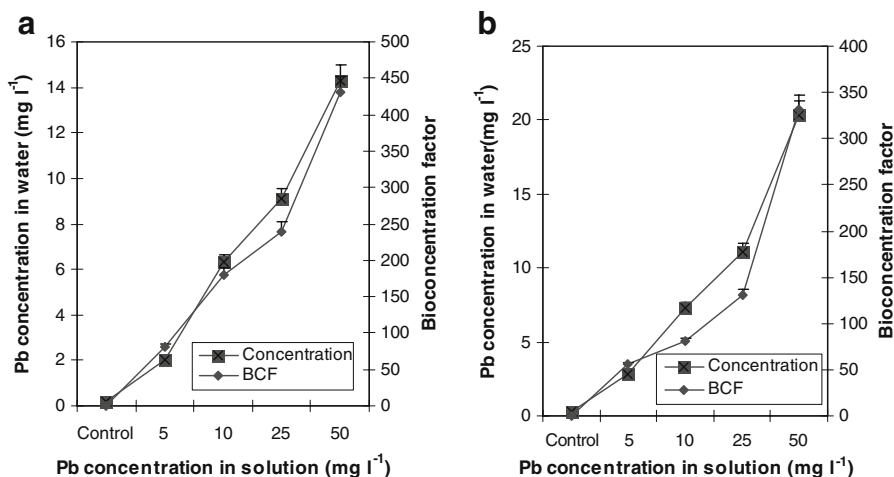 a
16
14
12
10
8
6
4
2
0
Pb concentration in water (mg l⁻¹)
500
450
400
350
300
250
200
150
100
50
0
Bioconcentration factor
Concentration
BCF
Control 5 10 25 50
Pb concentration in solution (mg l⁻¹)
b
25
20
15
10
5
0
Pb concentration in water(mg l⁻¹)
400
350
300
250
200
150
100
50
0
Bioconcentration factor
Concentration
BCF
Control 5 10 25 50
Pb concentration in solution (mg l⁻¹)